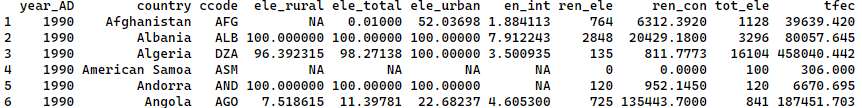 year_AD country ccode ele_rural ele_total ele_urban en_int ren_ele ren_con tot_ele tfec
1 1990 Afghanistan AFG NA 0.01000 52.03698 1.884113 764 6312.3920 1128 39639.420
2 1990 Albania ALB 100.000000 100.00000 100.00000 7.912243 2848 20429.1800 3296 80057.645
3 1990 Algeria DZA 96.392315 98.27138 100.00000 3.500935 135 811.7773 16104 458040.442
4 1990 American Samoa ASM NA NA NA NA 0 0.0000 100 306.000
5 1990 Andorra AND 100.000000 100.00000 100.00000 NA 120 952.1450 120 6670.695
6 1990 Angola AGO 7.518615 11.39781 22.68237 4.605300 725 135443.7000 841 187451.703